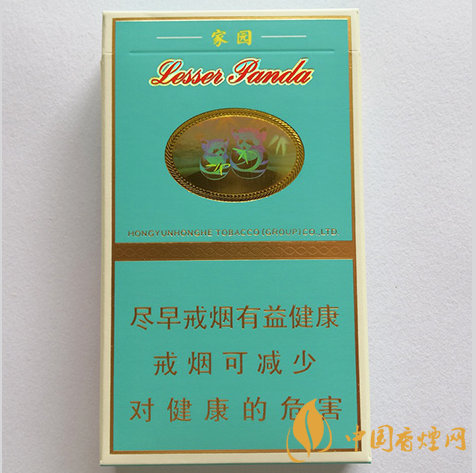 家园
Lesser Panda
HONGYUNHONGHE TOBACCO (GROUP) CO., LTD
尽早戒烟有益健康
戒烟可减少
对健康的危害
中国香烟网